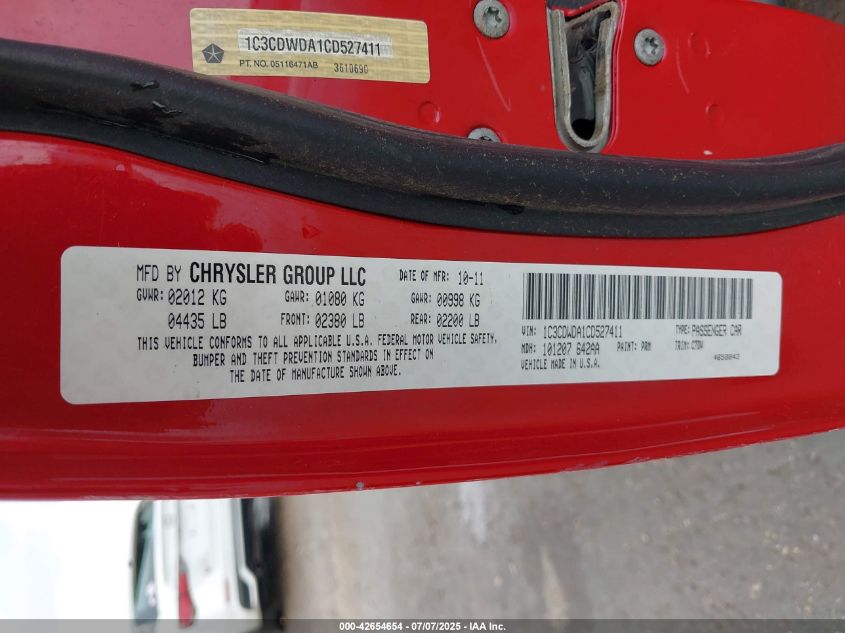 1C3CDWDA1CD527411
PT. NO. 05116471AB 3610690
MFD BY CHRYSLER GROUP LLC DATE OF MFR: 10-11
GVWR: 02012 KG GAWR: 01080 KG GAWR: 00998 KG
04435 LB FRONT: 02380 LB REAR: 02200 LB
THIS VEHICLE CONFORMS TO ALL APPLICABLE U.S.A. FEDERAL MOTOR VEHICLE SAFETY,
BUMPER AND THEFT PREVENTION STANDARDS IN EFFECT ON
THE DATE OF MANUFACTURE SHOWN ABOVE.
VIN: 1C3CDWDA1CD527411 TYPE: PASSENGER CAR
MDH: 101207 642AA PAINT: PRM TRIM:
VEHICLE MADE IN U.S.A.
000-42654654 / 07/07/2025 - IAA Inc.